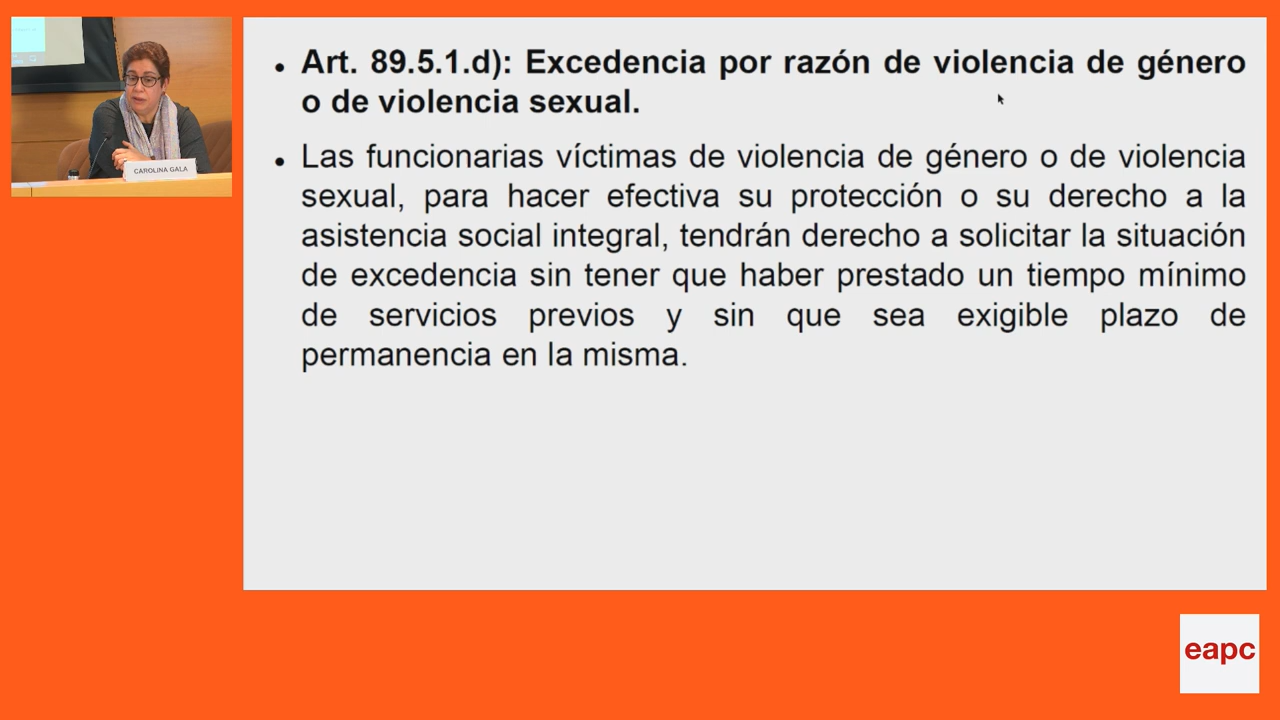 CAROLINA GALA
• Art. 89.5.1.d): Excedencia por razón de violencia de género
o de violencia sexual.
• Las funcionarias víctimas de violencia de género o de violencia
sexual, para hacer efectiva su protección o su derecho a la
asistencia social integral, tendrán derecho a solicitar la situación
de excedencia sin tener que haber prestado un tiempo mínimo
de servicios previos y sin que sea exigible plazo de
permanencia en la misma.
eapc